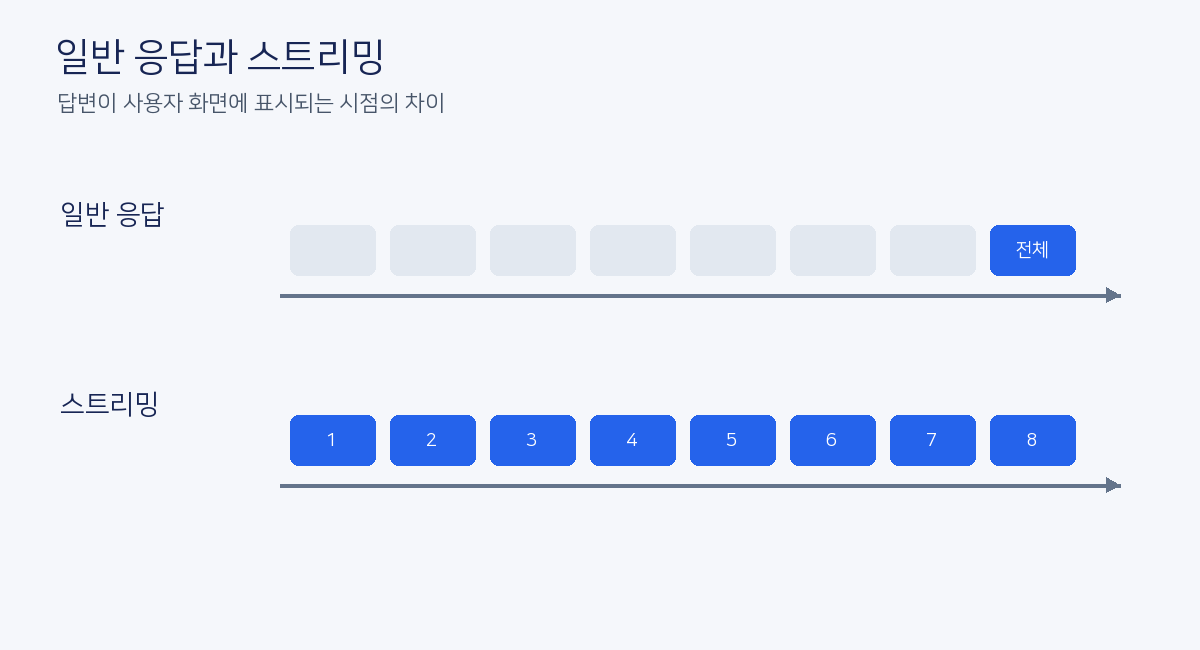 일반 응답과 스트리밍
답변이 사용자 화면에 표시되는 시점의 차이
일반 응답
전체
스트리밍
1 2 3 4 5 6 7 8